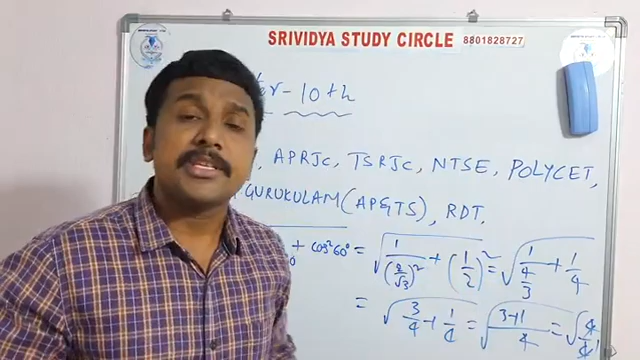 SRIVIDYA STUDY CIRCLE 8801828727
r-10th
, APRJC, TSRJC, NTSE, POLYCET,
GURUKULAM (AP&TS), RDT,
+ cos²60° = √(1/(2/√3)² + (1/2)²) = √(1/(4/3) + 1/4)
= √(3/4 + 1/4) = √((3+1)/4) = √(4/4)